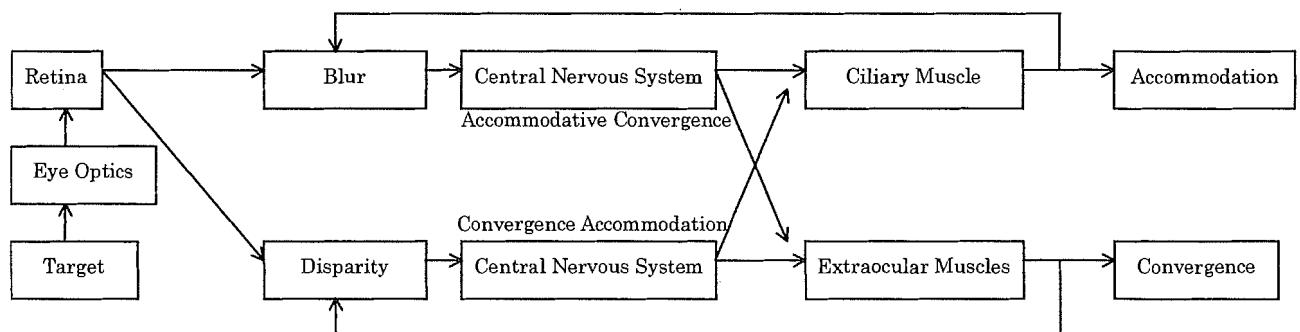 Retina
Blur
Central Nervous System
Ciliary Muscle
Accommodation
Accommodative Convergence
Eye Optics
Convergence Accommodation
Target
Disparity
Central Nervous System
Extraocular Muscles
Convergence